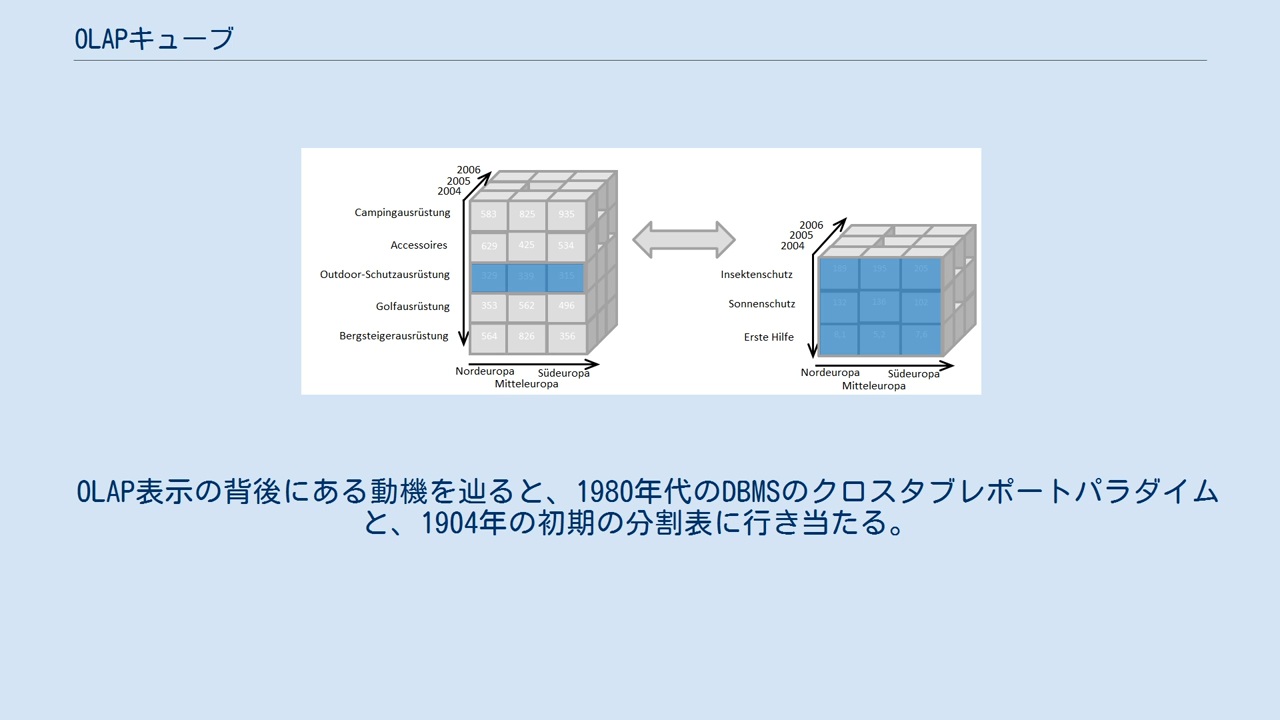 OLAPキューブ
2006
2005
2004
Campingausrüstung
583 825 935
Accessoires
629 425 534
Outdoor-Schutzausrüstung
Golfausrüstung
353 562 496
Bergsteigerausrüstung
564 826 356
Nordeuropa
Südeuropa
Mitteleuropa
2006
2005
2004
Insektenschutz
Sonnenschutz
Erste Hilfe
Nordeuropa
Südeuropa
Mitteleuropa
OLAP表示の背後にある動機を辿ると、1980年代のDBMSのクロスタブレポートパラダイム
と、1904年の初期の分割表に行き当たる。